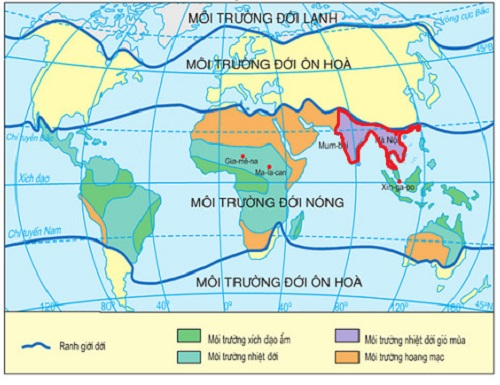 MÔI TRƯỜNG ĐỚI LẠNH
Vòng cực Bắc
45°B
MÔI TRƯỜNG ĐỚI ÔN HOÀ
Chí tuyến Bắc
Mum-bai
Hà Nội
Gia-mê-na
Ma-la-can
Xích đạo
Xin-ga-po
MÔI TRƯỜNG ĐỚI NÓNG
Chí tuyến Nam
MÔI TRƯỜNG ĐỚI ÔN HOÀ
45°N
120°
80°
40°
0°
40°
80°
120°
160°
Ranh giới đới
Môi trường xích đạo ẩm
Môi trường nhiệt đới
Môi trường nhiệt đới gió mùa
Môi trường hoang mạc